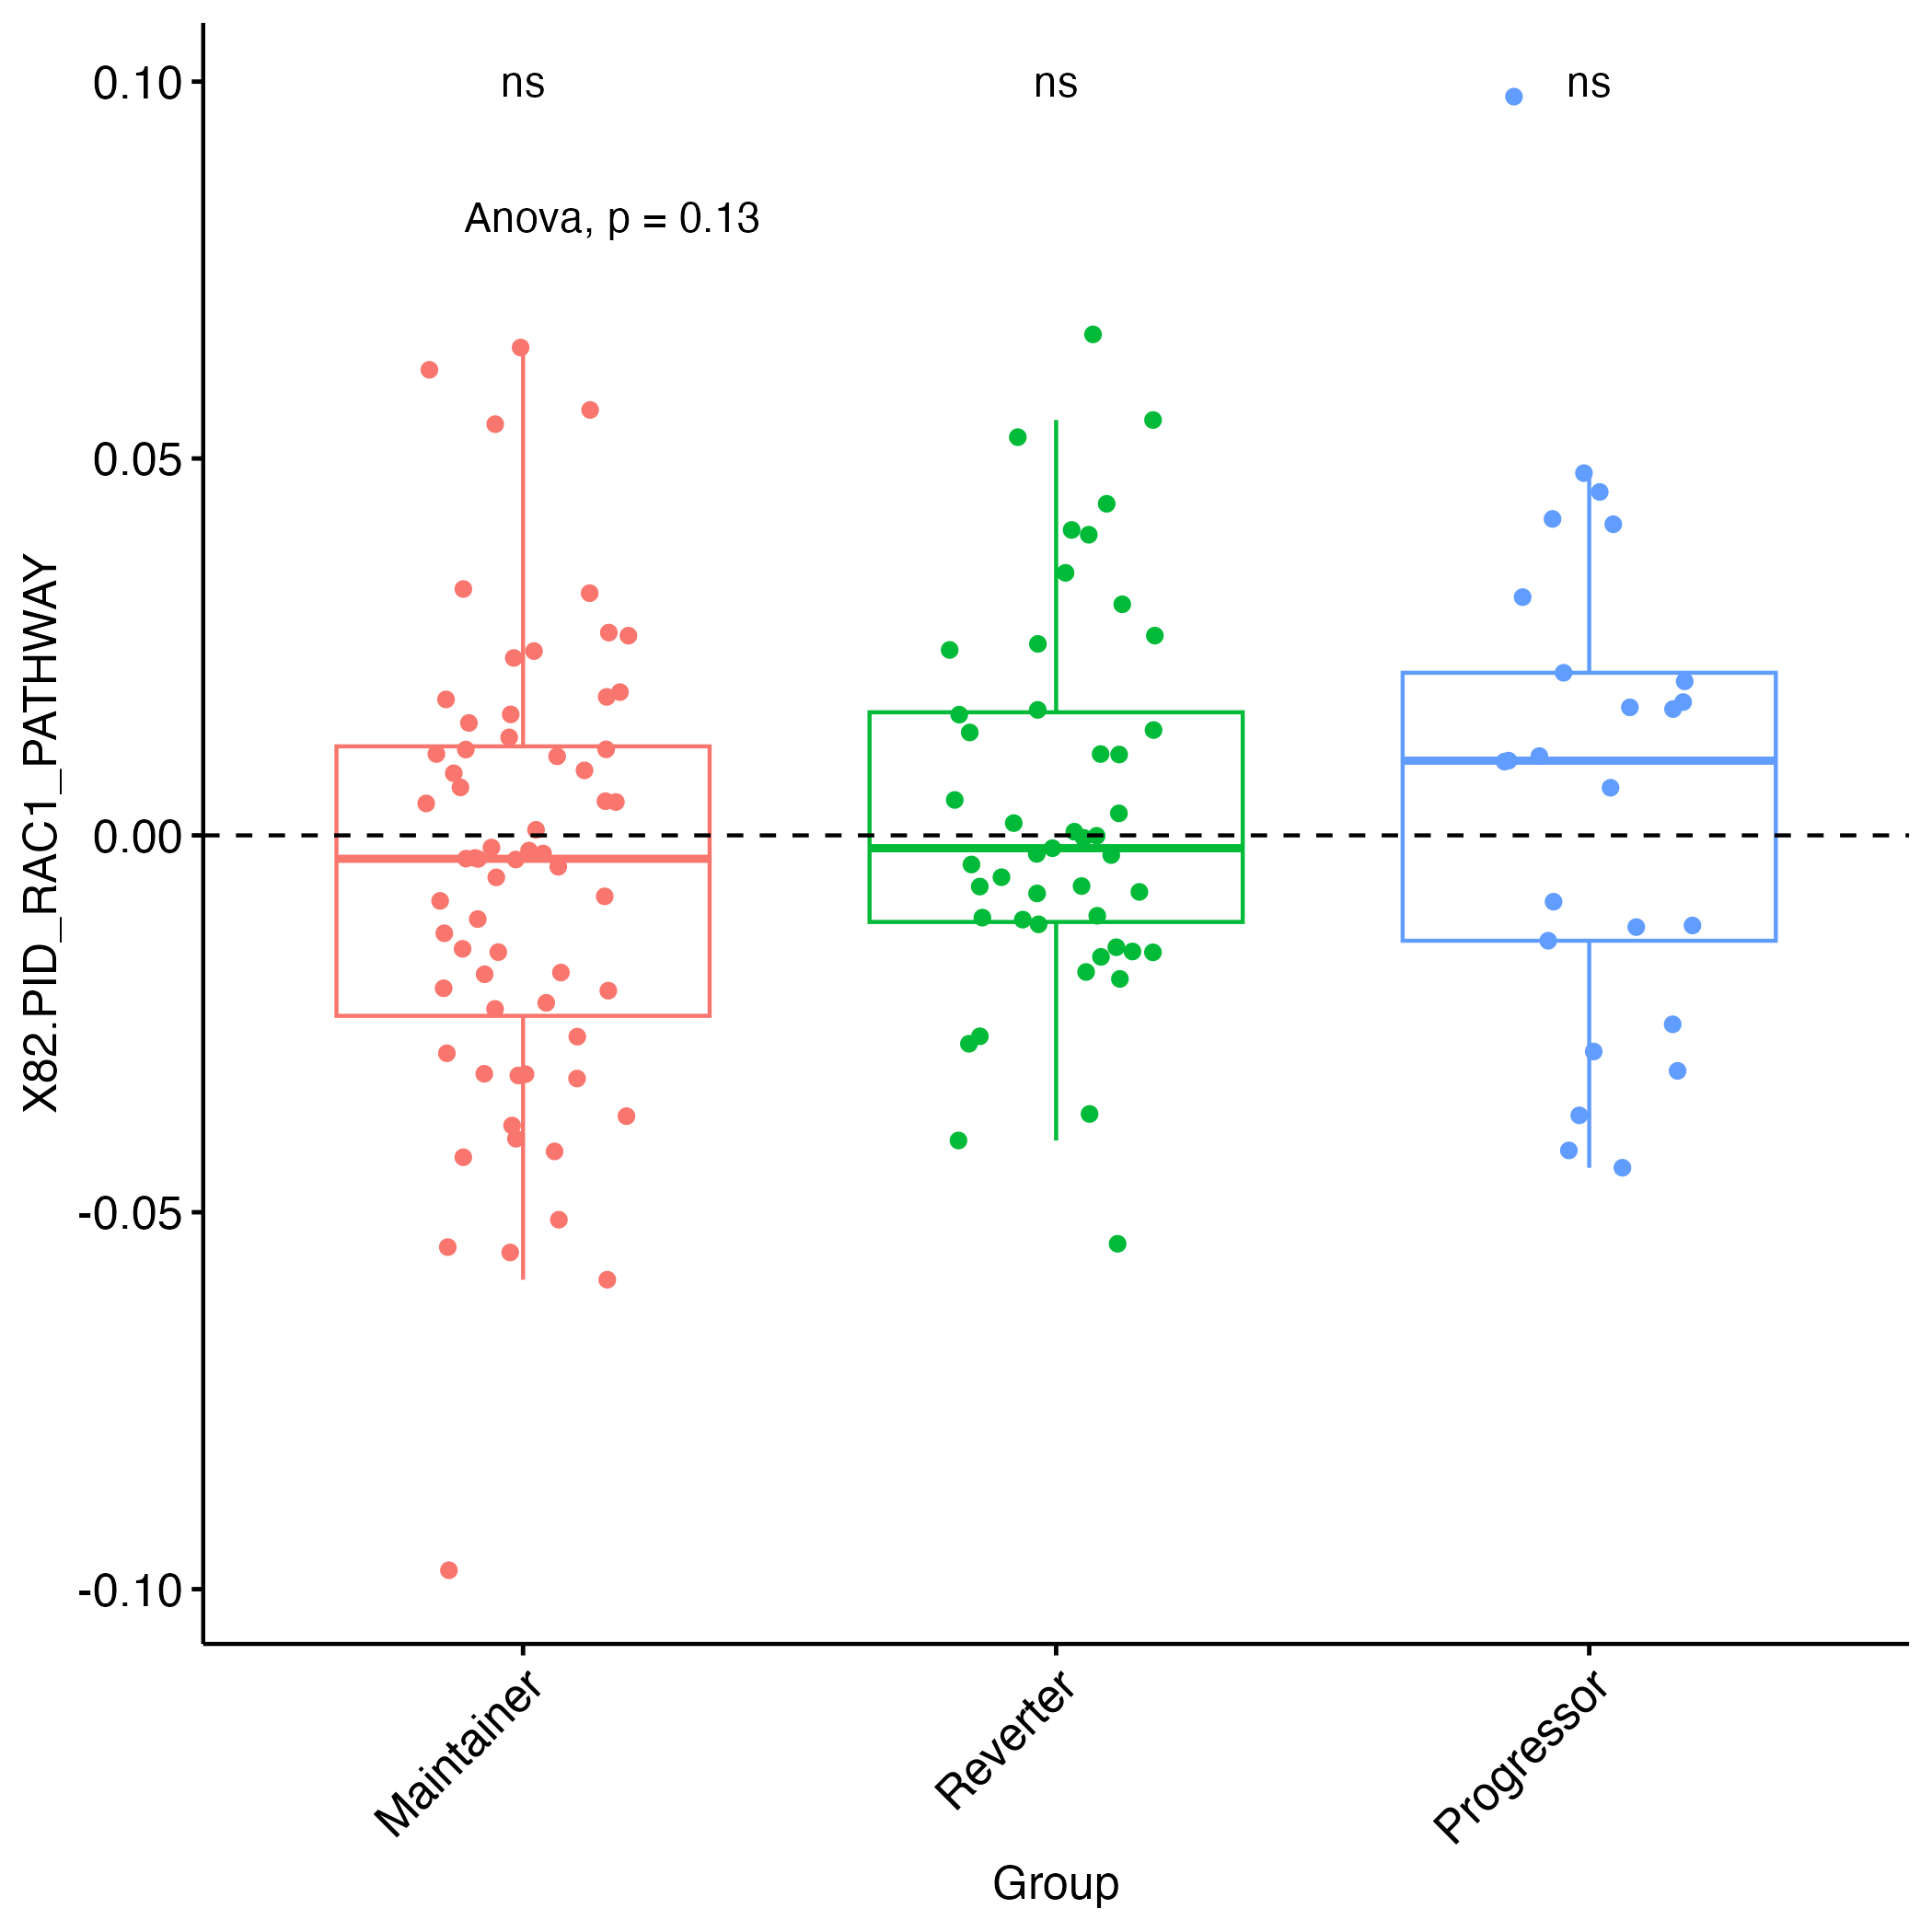 ns ns ns
Anova, p = 0.13
0.10
0.05
0.00
-0.05
-0.10
X82.PID_RAC1_PATHWAY
Maintainer
Reverter
Progressor
Group